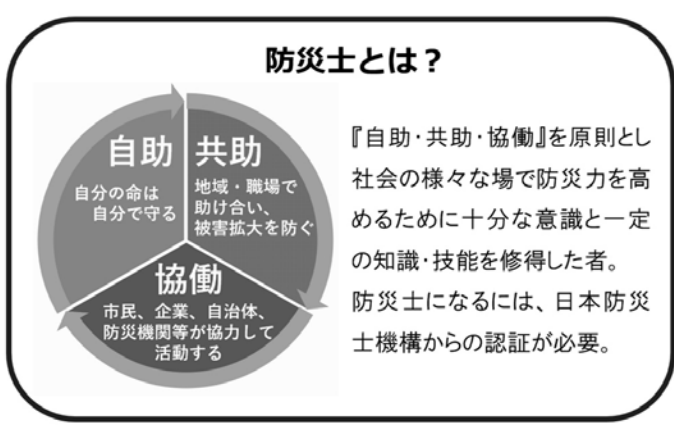 防災士とは？
自助
自分の命は
自分で守る
共助
地域・職場で
助け合い、
被害拡大を防ぐ
協働
市民、企業、自治体、
防災機関等が協力して
活動する
『自助・共助・協働』を原則とし
社会の様々な場で防災力を高
めるために十分な意識と一定
の知識・技能を修得した者。
防災士になるには、日本防災
士機構からの認証が必要。